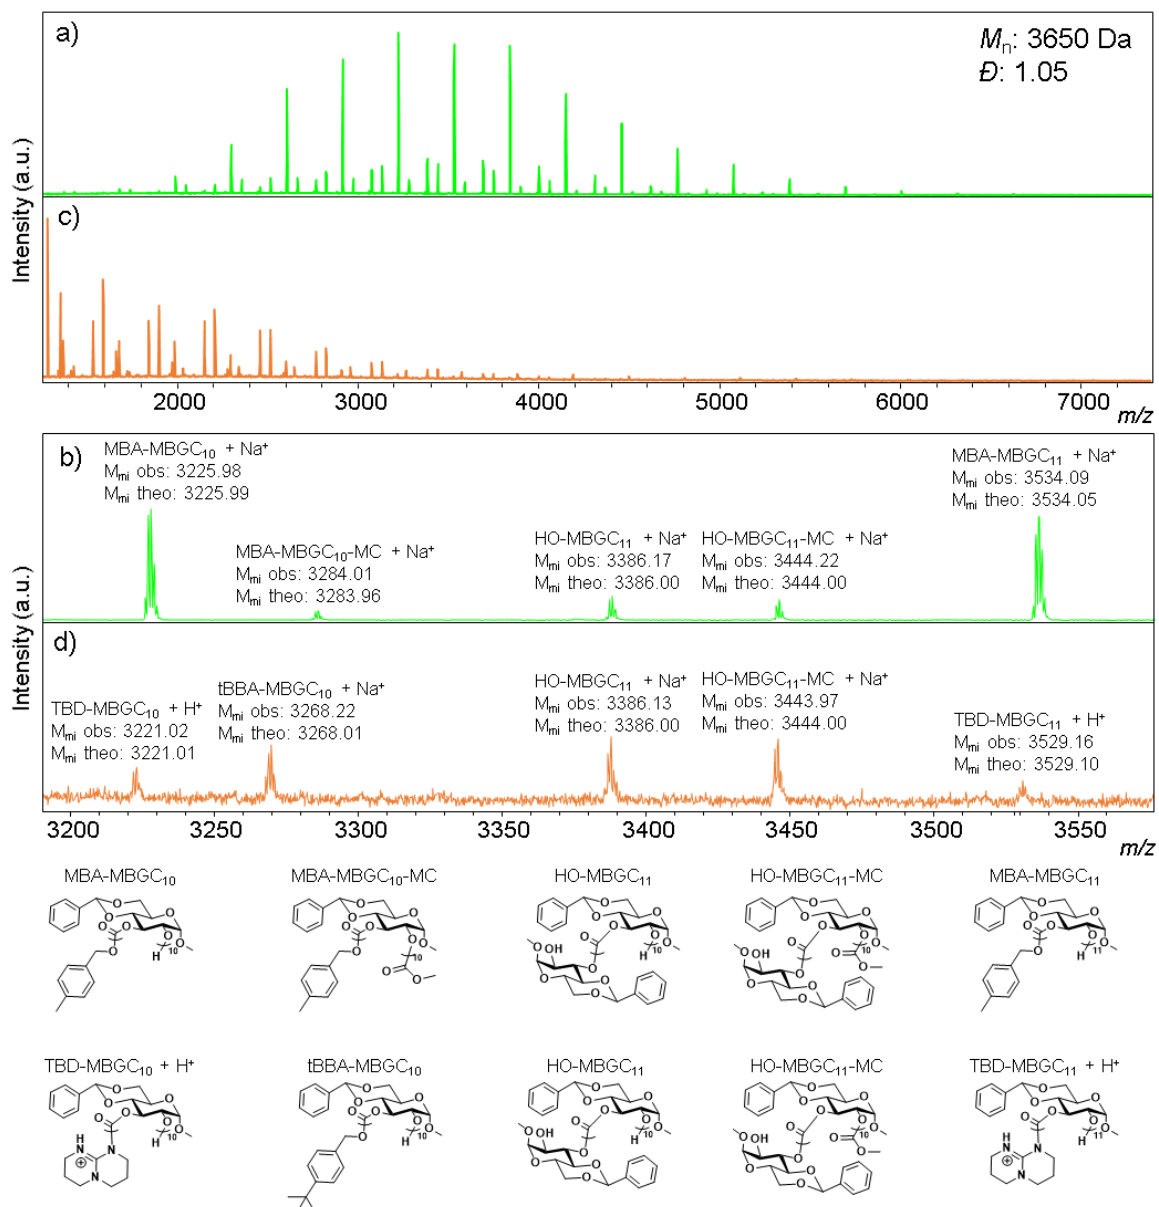 a)
Mₙ: 3650 Da
Đ: 1.05
Intensity (a.u.)
c)
2000 3000 4000 5000 6000 7000
m/z
b)
MBA-MBGC₁₀ + Na⁺
Mₘᵢ obs: 3225.98
Mₘᵢ theo: 3225.99
MBA-MBGC₁₀-MC + Na⁺
Mₘᵢ obs: 3284.01
Mₘᵢ theo: 3283.96
HO-MBGC₁₁ + Na⁺
Mₘᵢ obs: 3386.17
Mₘᵢ theo: 3386.00
HO-MBGC₁₁-MC + Na⁺
Mₘᵢ obs: 3444.22
Mₘᵢ theo: 3444.00
MBA-MBGC₁₁ + Na⁺
Mₘᵢ obs: 3534.09
Mₘᵢ theo: 3534.05
Intensity (a.u.)
d)
TBD-MBGC₁₀ + H⁺
Mₘᵢ obs: 3221.02
Mₘᵢ theo: 3221.01
tBBA-MBGC₁₀ + Na⁺
Mₘᵢ obs: 3268.22
Mₘᵢ theo: 3268.01
HO-MBGC₁₁ + Na⁺
Mₘᵢ obs: 3386.13
Mₘᵢ theo: 3386.00
HO-MBGC₁₁-MC + Na⁺
Mₘᵢ obs: 3443.97
Mₘᵢ theo: 3444.00
TBD-MBGC₁₁ + H⁺
Mₘᵢ obs: 3529.16
Mₘᵢ theo: 3529.10
3200 3250 3300 3350 3400 3450 3500 3550
m/z
MBA-MBGC₁₀ MBA-MBGC₁₀-MC HO-MBGC₁₁ HO-MBGC₁₁-MC MBA-MBGC₁₁
TBD-MBGC₁₀ + H⁺ tBBA-MBGC₁₀ HO-MBGC₁₁ HO-MBGC₁₁-MC TBD-MBGC₁₁ + H⁺